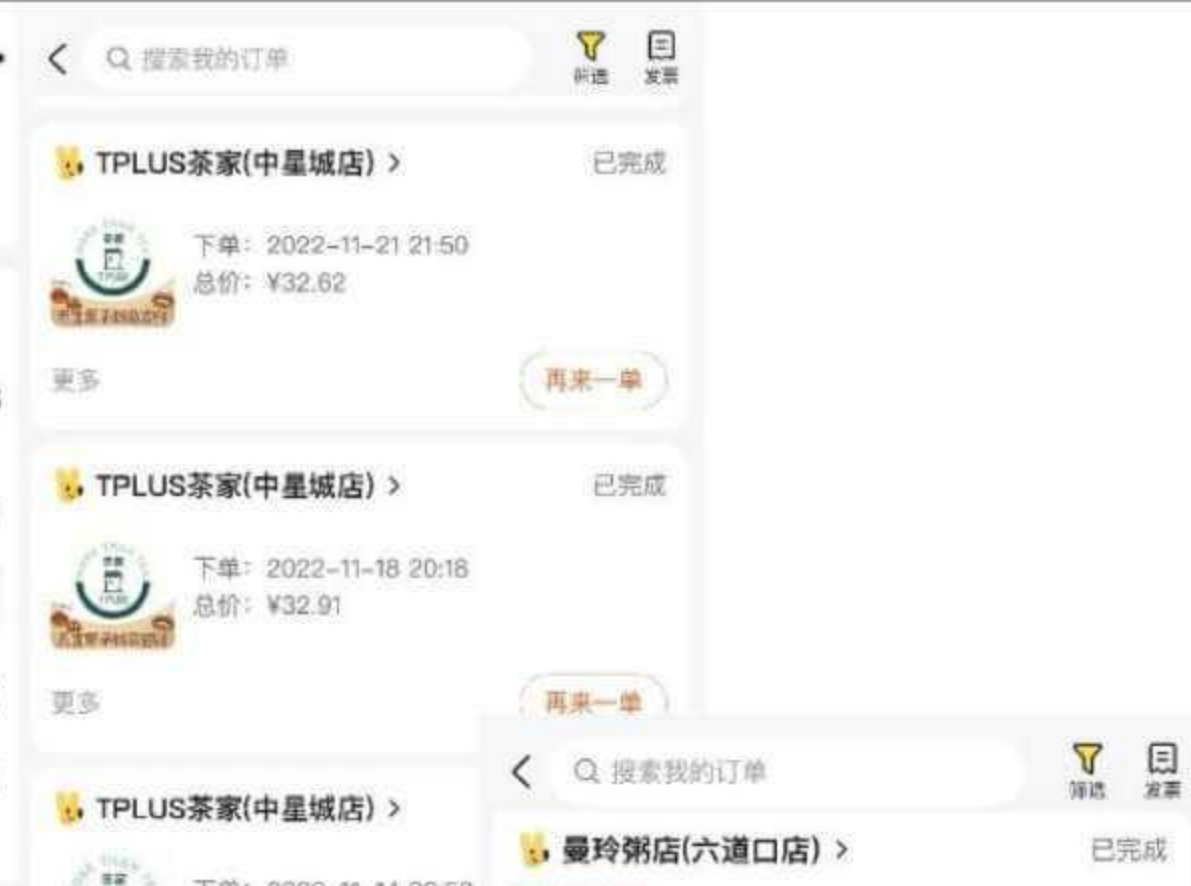 搜索我的订单
筛选
发票
TPLUS茶家(中星城店) >
已完成
下单：2022-11-21 21:50
总价：¥32.62
更多
再来一单
TPLUS茶家(中星城店) >
已完成
下单：2022-11-18 20:18
总价：¥32.91
更多
再来一单
TPLUS茶家(中星城店) >
搜索我的订单
筛选
发票
曼玲粥店(六道口店) >
已完成